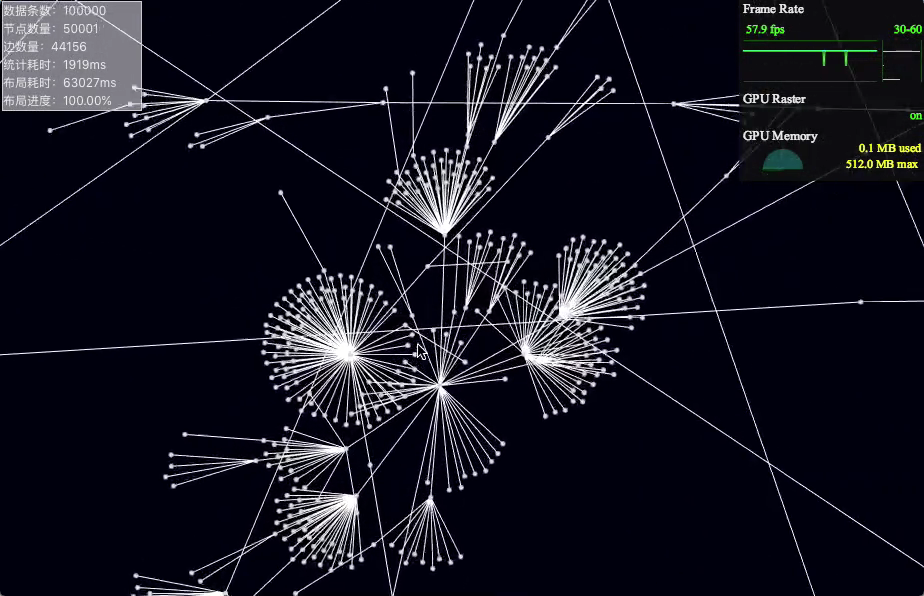 数据条数：100000
节点数量：50001
边数量：44156
统计耗时：1919ms
布局耗时：63027ms
布局进度：100.00%
Frame Rate
57.9 fps 30-60
GPU Raster
on
GPU Memory
0.1 MB used
512.0 MB max